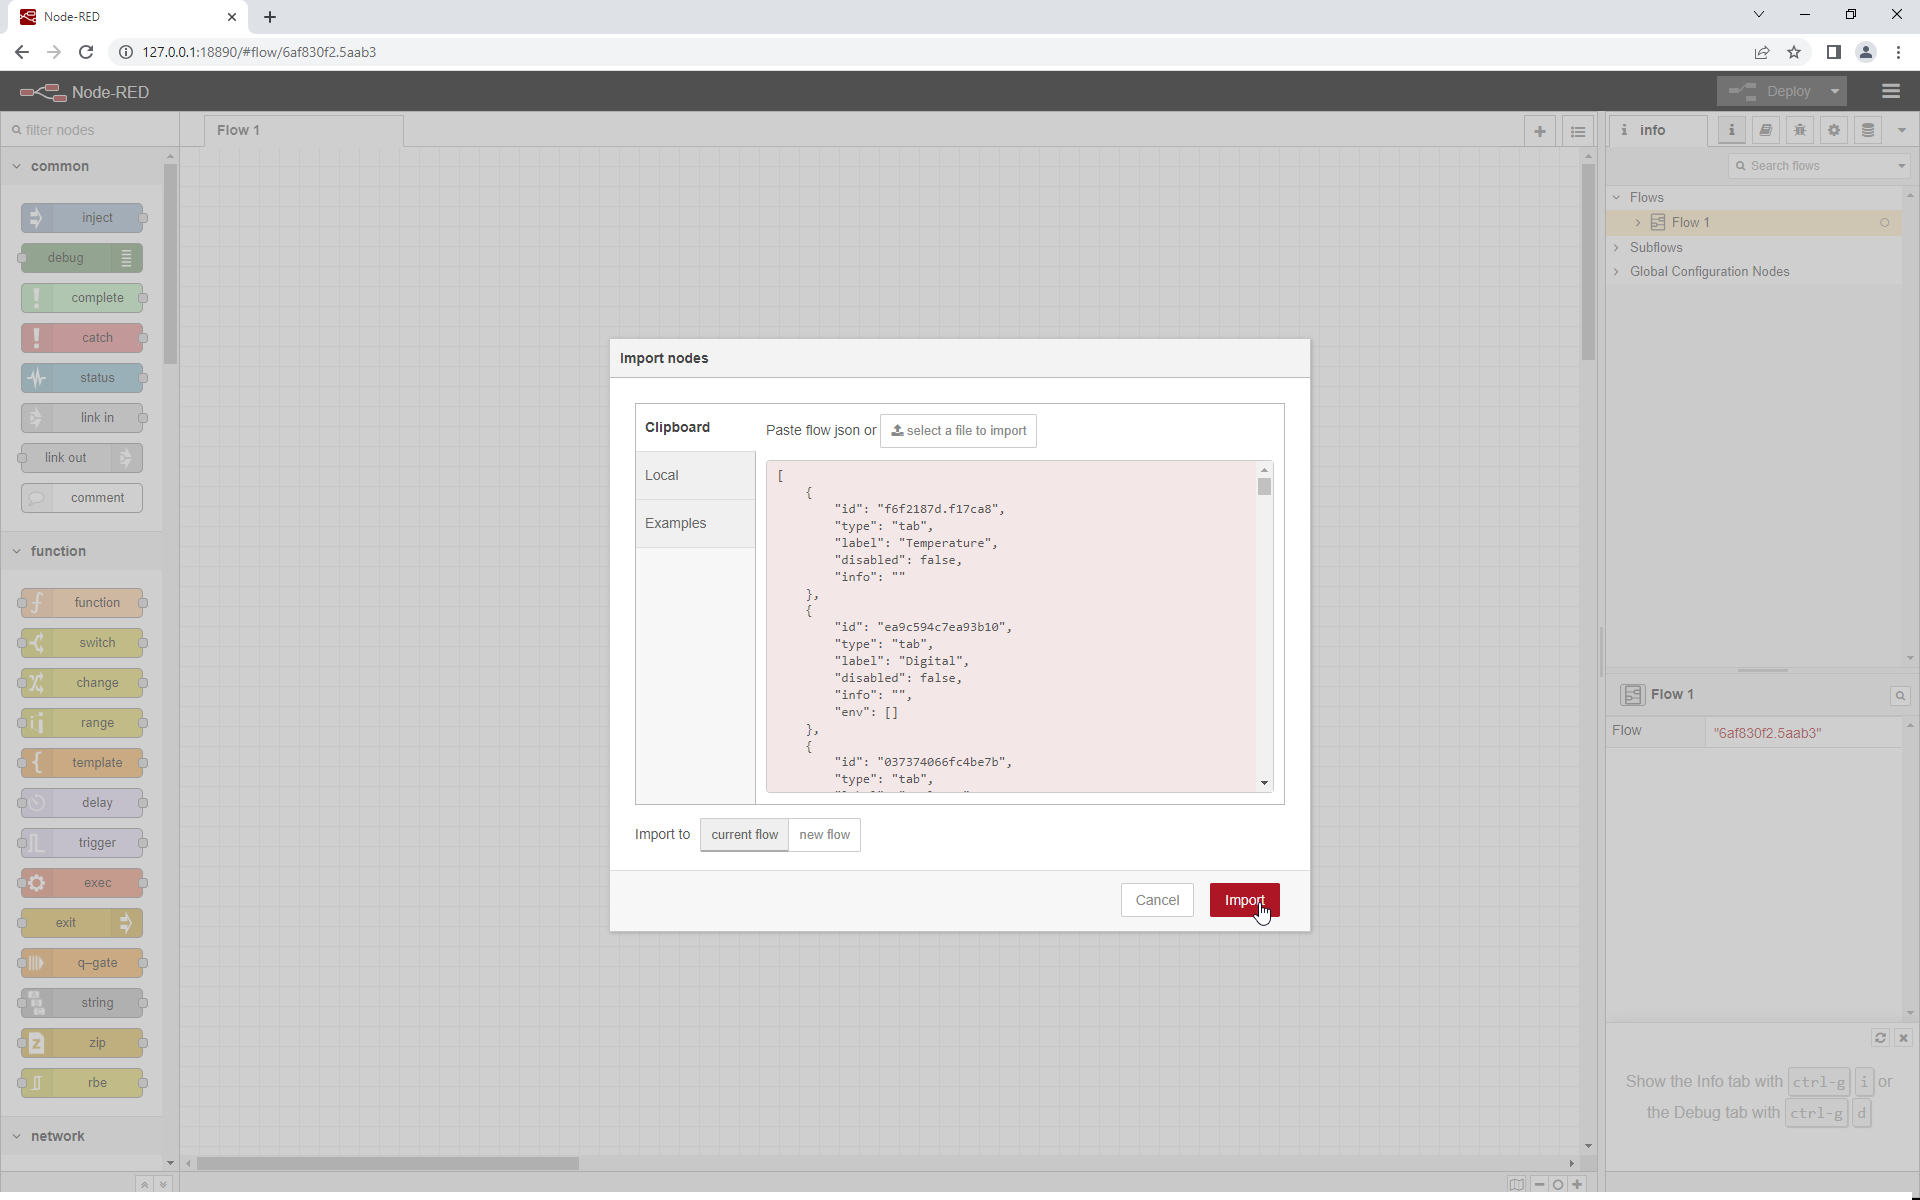 Node-RED
127.0.0.1:18890/#flow/6af830f2.5aab3
Node-RED
Deploy
filter nodes
Flow 1
info
i
Search flows
common
inject
debug
complete
catch
status
link in
link out
comment
function
function
switch
change
range
template
delay
trigger
exec
exit
q-gate
string
zip
rbe
network
Import nodes
Clipboard
Local
Examples
Paste flow json or select a file to import
[
{
"id": "f6f2187d.f17ca8",
"type": "tab",
"label": "Temperature",
"disabled": false,
"info": ""
},
{
"id": "ea9c594c7ea93b10",
"type": "tab",
"label": "Digital",
"disabled": false,
"info": "",
"env": []
},
{
"id": "037374066fc4be7b",
"type": "tab",
Import to current flow new flow
Cancel Import
Flows
Flow 1
Subflows
Global Configuration Nodes
Flow 1
Flow "6af830f2.5aab3"
Show the Info tab with ctrl-g i or
the Debug tab with ctrl-g d